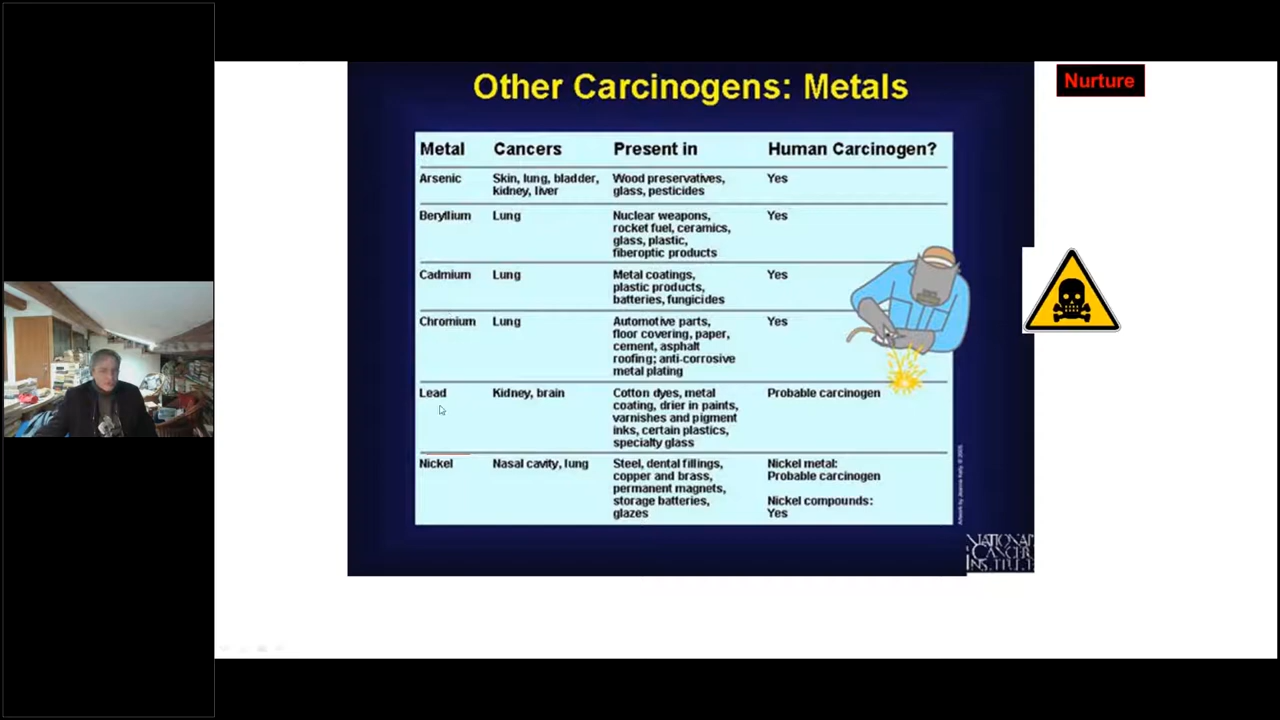 Other Carcinogens: Metals
Nurture
Metal Cancers Present in Human Carcinogen?
Arsenic Skin, lung, bladder, Wood preservatives, Yes
kidney, liver glass, pesticides
Beryllium Lung Nuclear weapons, Yes
rocket fuel, ceramics,
glass, plastic,
fiberoptic products
Cadmium Lung Metal coatings, Yes
plastic products,
batteries, fungicides
Chromium Lung Automotive parts, Yes
floor covering, paper,
cement, asphalt
roofing; anti-corrosive
metal plating
Lead Kidney, brain Cotton dyes, metal Probable carcinogen
coating, drier in paints,
varnishes and pigment
inks, certain plastics,
specialty glass
Nickel Nasal cavity, lung Steel, dental fillings, Nickel metal:
copper and brass, Probable carcinogen
permanent magnets,
storage batteries, Nickel compounds:
glazes Yes
NATIONAL
CANCER
INSTITUTE